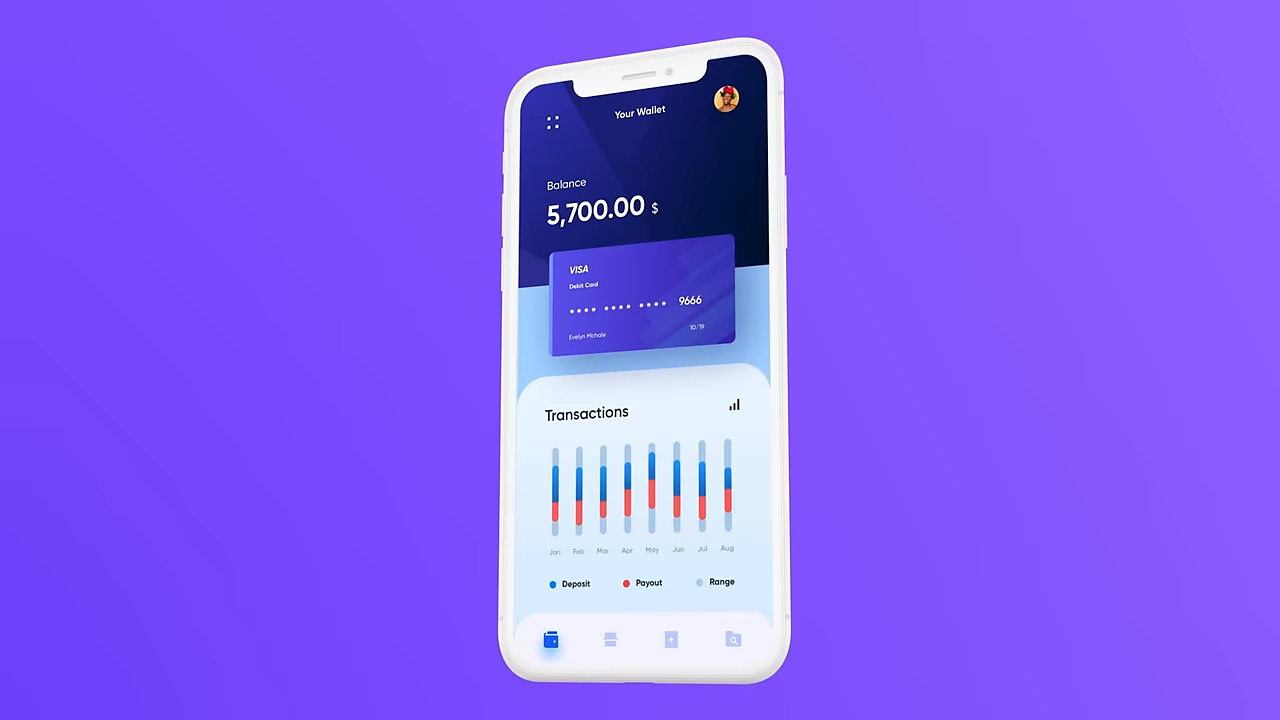 Your Wallet
Balance
5,700.00 $
VISA
Debit Card
**** **** **** 9666
Evelyn Mchale 10/19
Transactions
Jan Feb Mar Apr May Jun Jul Aug
Deposit Payout Range